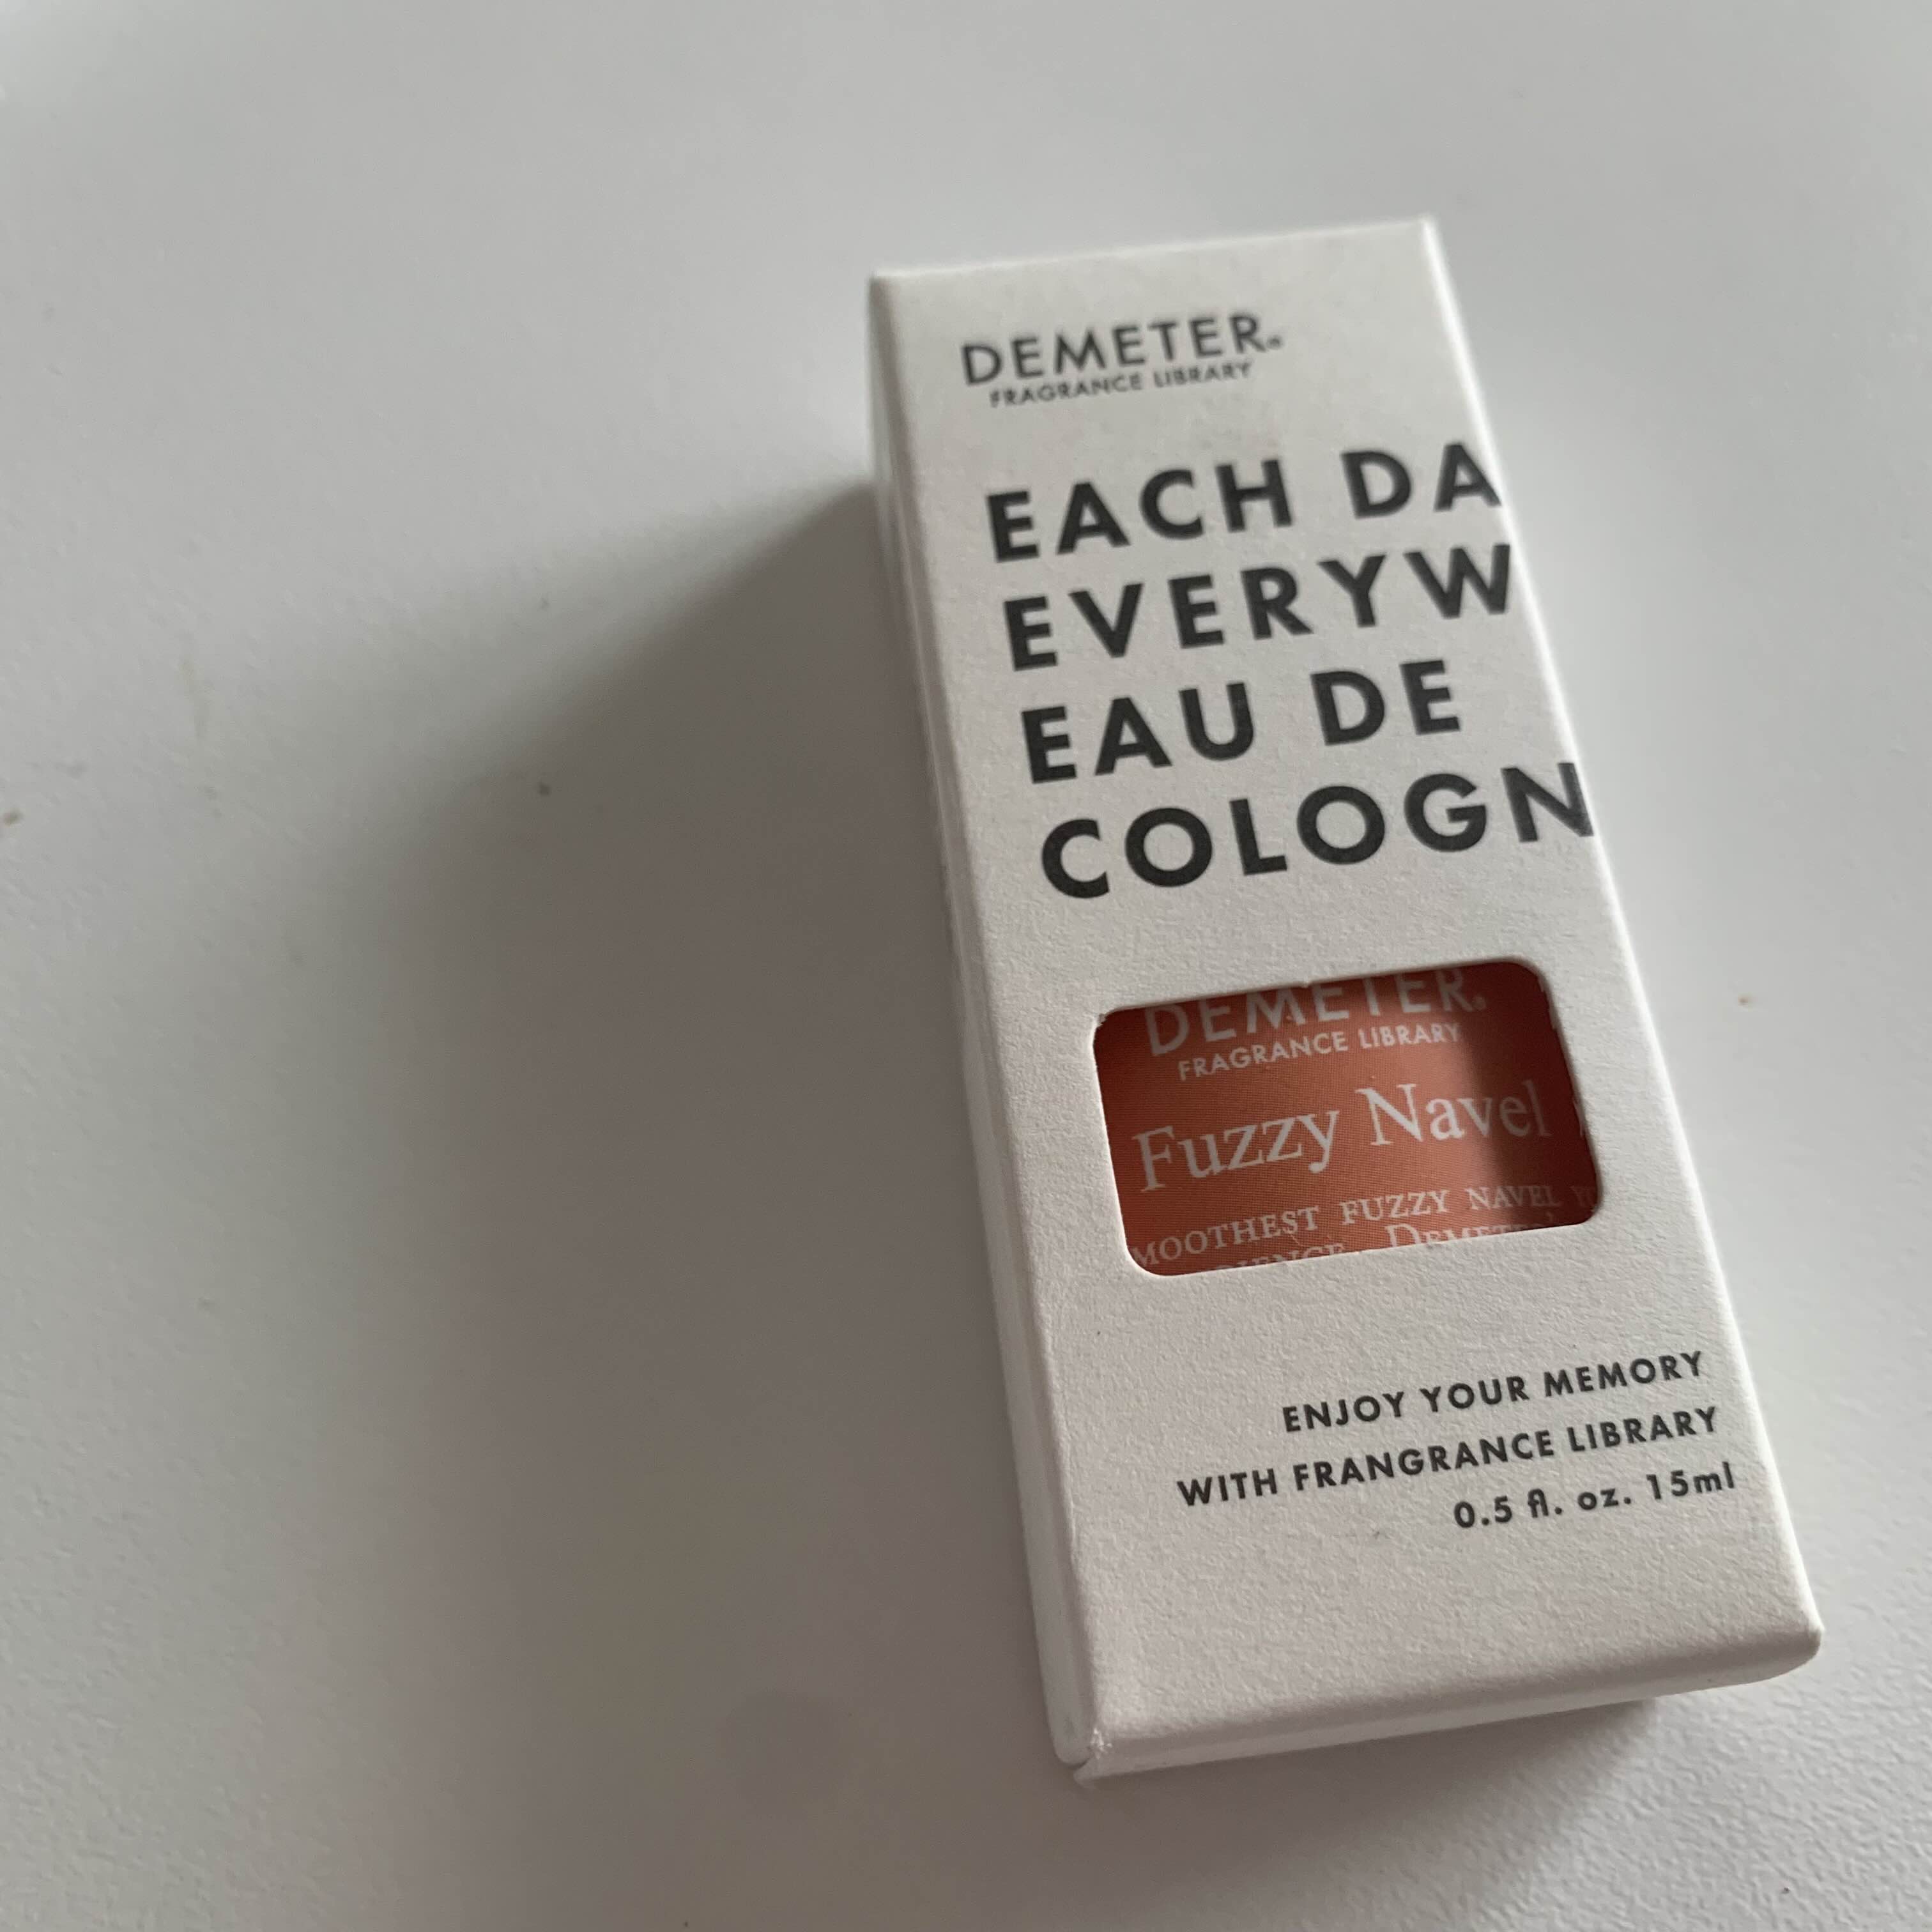 DEMETER®
FRAGRANCE LIBRARY
EACH DA
EVERYW
EAU DE
COLOGN
DEMETER®
FRAGRANCE LIBRARY
Fuzzy Navel
MOOTHEST FUZZY NAVEL
DEMETER'
ENJOY YOUR MEMORY
WITH FRANGRANCE LIBRARY
0.5 fl. oz. 15ml